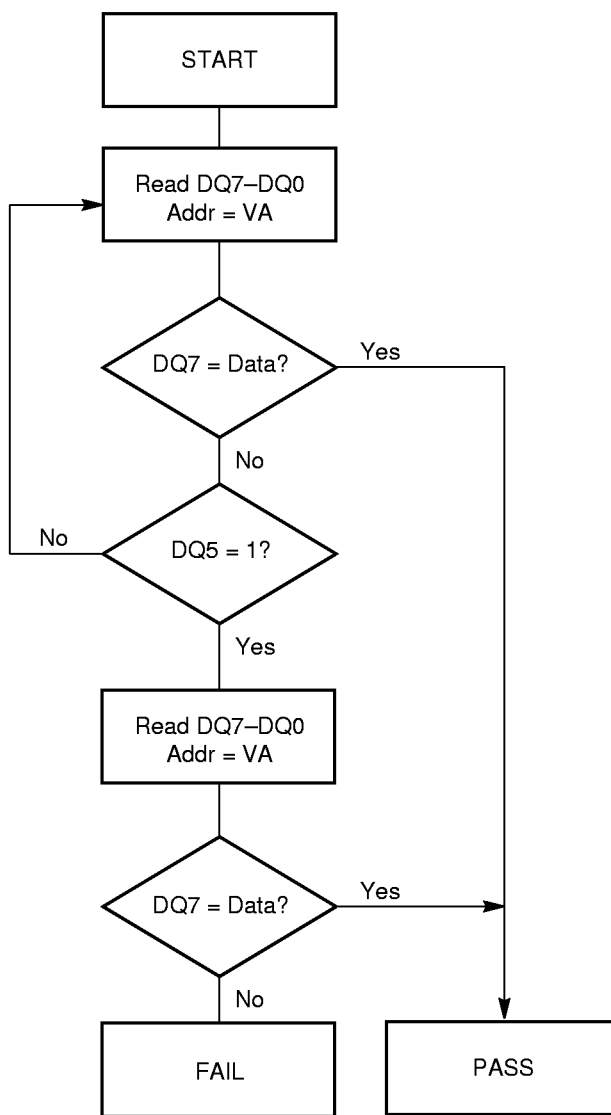 START
Read DQ7–DQ0
Addr = VA
DQ7 = Data?
Yes
No
No
DQ5 = 1?
Yes
Read DQ7–DQ0
Addr = VA
DQ7 = Data?
Yes
No
FAIL
PASS